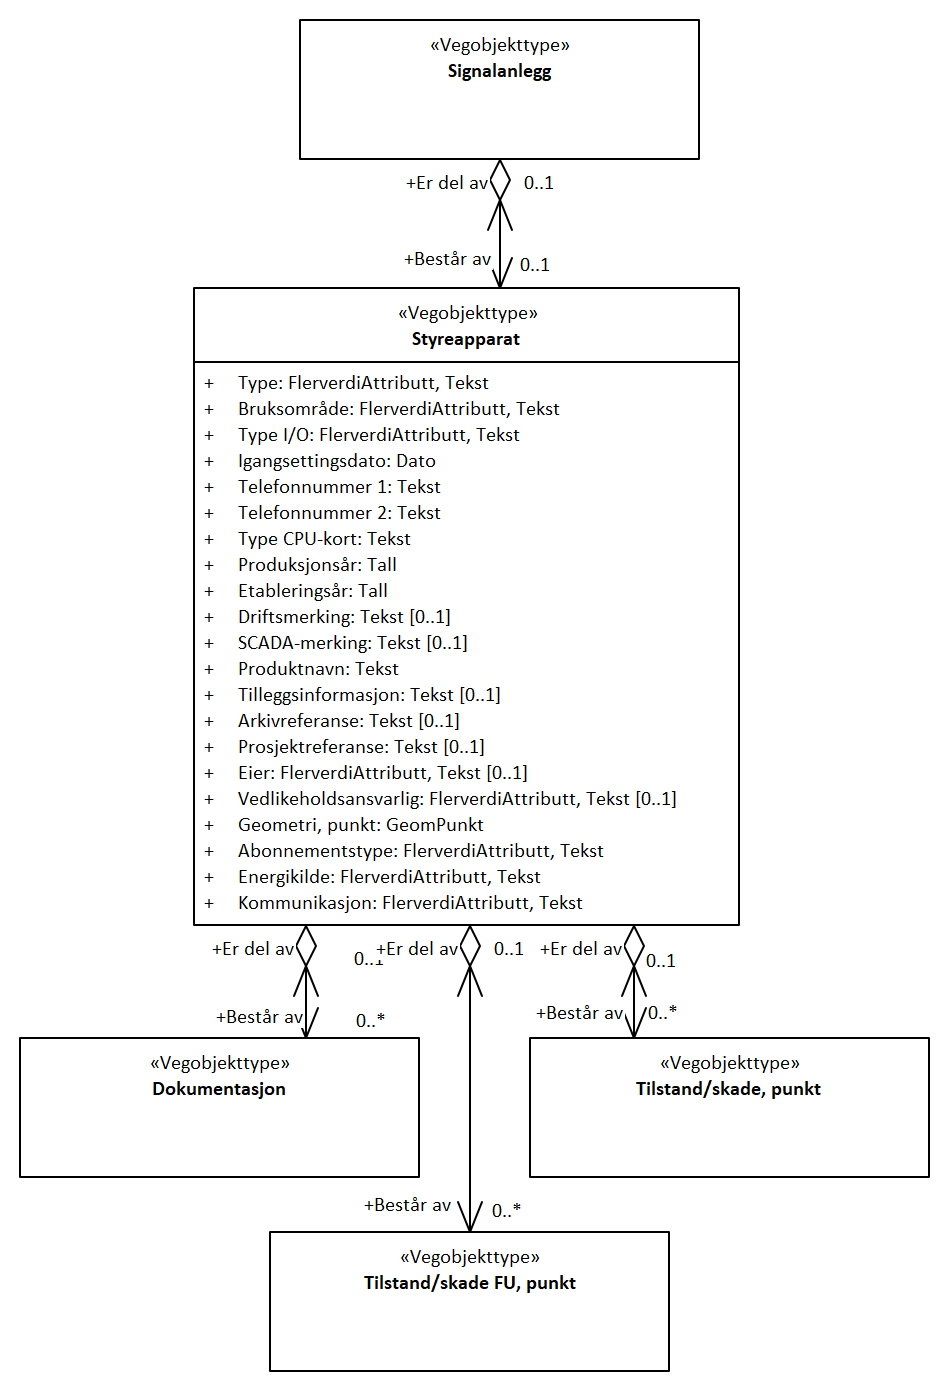 «Vegobjekttype»
Signalanlegg
+Er del av
0..1
+Består av
0..1
«Vegobjekttype»
Styreapparat
+ Type: FlerverdiAttributt, Tekst
+ Bruksområde: FlerverdiAttributt, Tekst
+ Type I/O: FlerverdiAttributt, Tekst
+ Igangsettingsdato: Dato
+ Telefonnummer 1: Tekst
+ Telefonnummer 2: Tekst
+ Type CPU-kort: Tekst
+ Produksjonsår: Tall
+ Etableringsår: Tall
+ Driftsmerking: Tekst [0..1]
+ SCADA-merking: Tekst [0..1]
+ Produktnavn: Tekst
+ Tilleggsinformasjon: Tekst [0..1]
+ Arkivreferanse: Tekst [0..1]
+ Prosjektreferanse: Tekst [0..1]
+ Eier: FlerverdiAttributt, Tekst [0..1]
+ Vedlikeholdsansvarlig: FlerverdiAttributt, Tekst [0..1]
+ Geometri, punkt: GeomPunkt
+ Abonnementstype: FlerverdiAttributt, Tekst
+ Energikilde: FlerverdiAttributt, Tekst
+ Kommunikasjon: FlerverdiAttributt, Tekst
+Er del av
0..1
+Er del av
0..1
+Er del av
0..1
+Består av
0..*
+Består av
0..*
«Vegobjekttype»
Dokumentasjon
«Vegobjekttype»
Tilstand/skade, punkt
+Består av
0..*
«Vegobjekttype»
Tilstand/skade FU, punkt